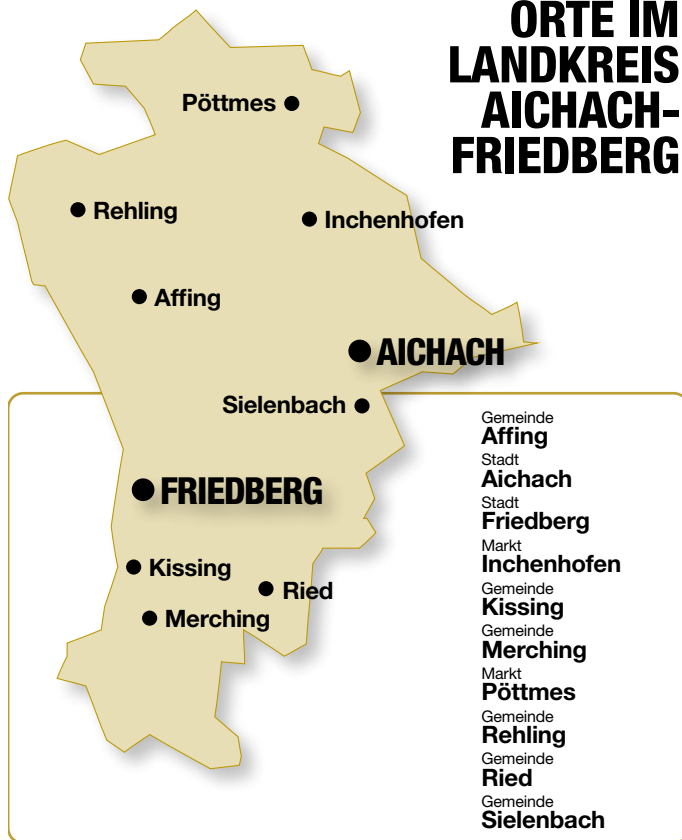 ORTE IM
LANDKREIS
AICHACH-
FRIEDBERG
Pöttmes
Rehling
Inchenhofen
Affing
AICHACH
Sielenbach
FRIEDBERG
Kissing
Ried
Merching
Gemeinde
Affing
Stadt
Aichach
Stadt
Friedberg
Markt
Inchenhofen
Gemeinde
Kissing
Gemeinde
Merching
Markt
Pöttmes
Gemeinde
Rehling
Gemeinde
Ried
Gemeinde
Sielenbach